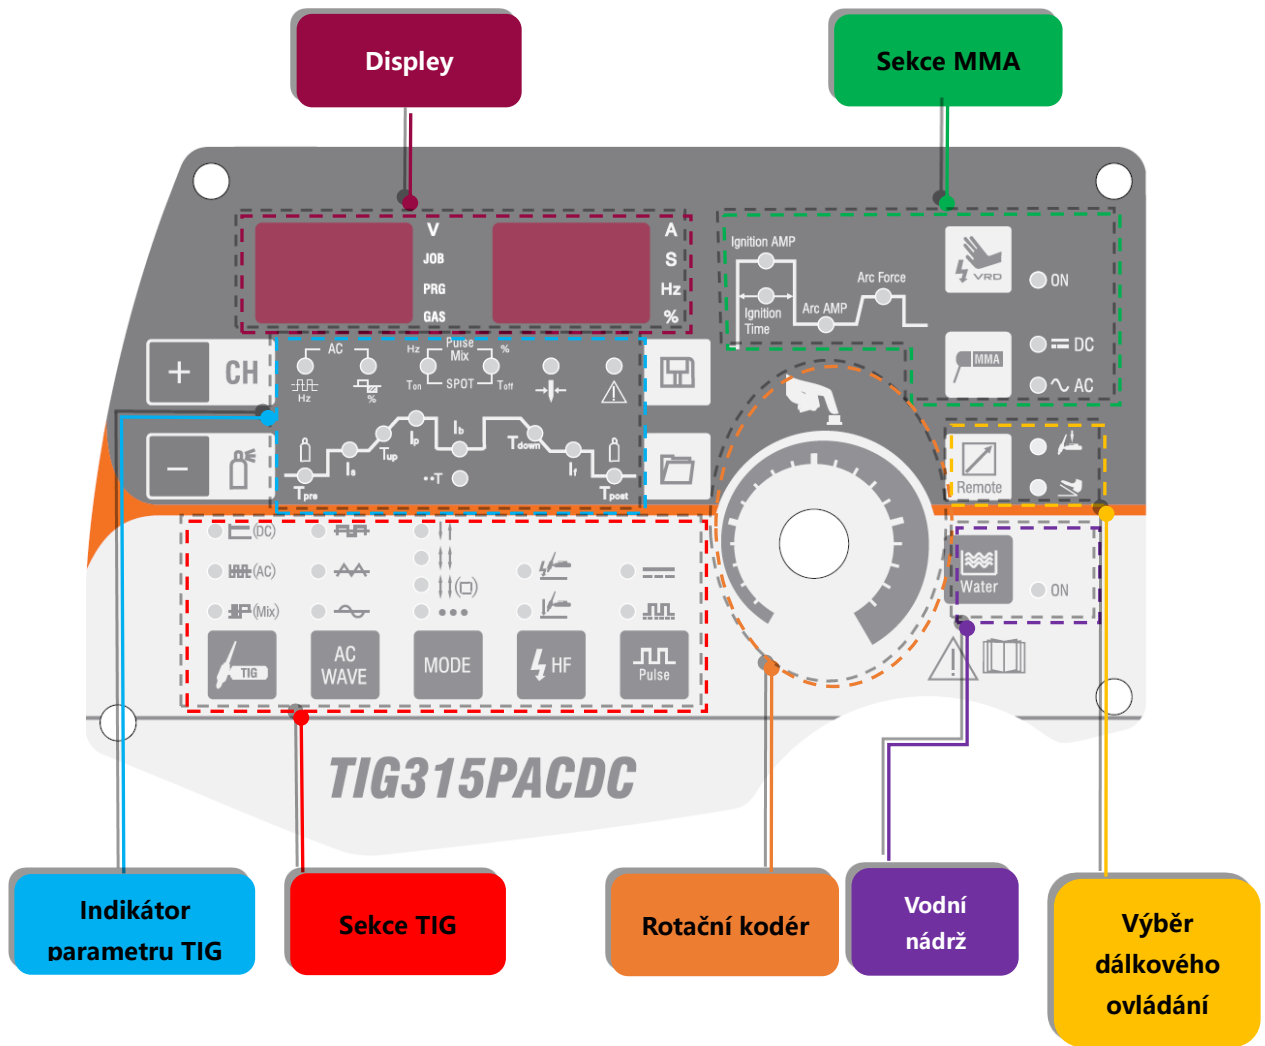 Displey
Sekce MMA
V
JOB
PRG
GAS
A
S
Hz
%
Ignition AMP
Ignition
Time
Arc AMP
Arc Force
VRD
ON
MMA
DC
AC
+ CH
−
AC
Hz
%
Hz Pulse %
Mix
Ton SPOT Toff
Tpre
Is
Tup
Ip
Ib
••T
Tdown
If
Tpost
Remote
Water
ON
(DC)
(AC)
(Mix)
(□)
TIG
AC
WAVE
MODE
HF
Pulse
TIG315PACDC
Indikátor
parametru TIG
Sekce TIG
Rotační kodér
Vodní
nádrž
Výběr
dálkového
ovládání